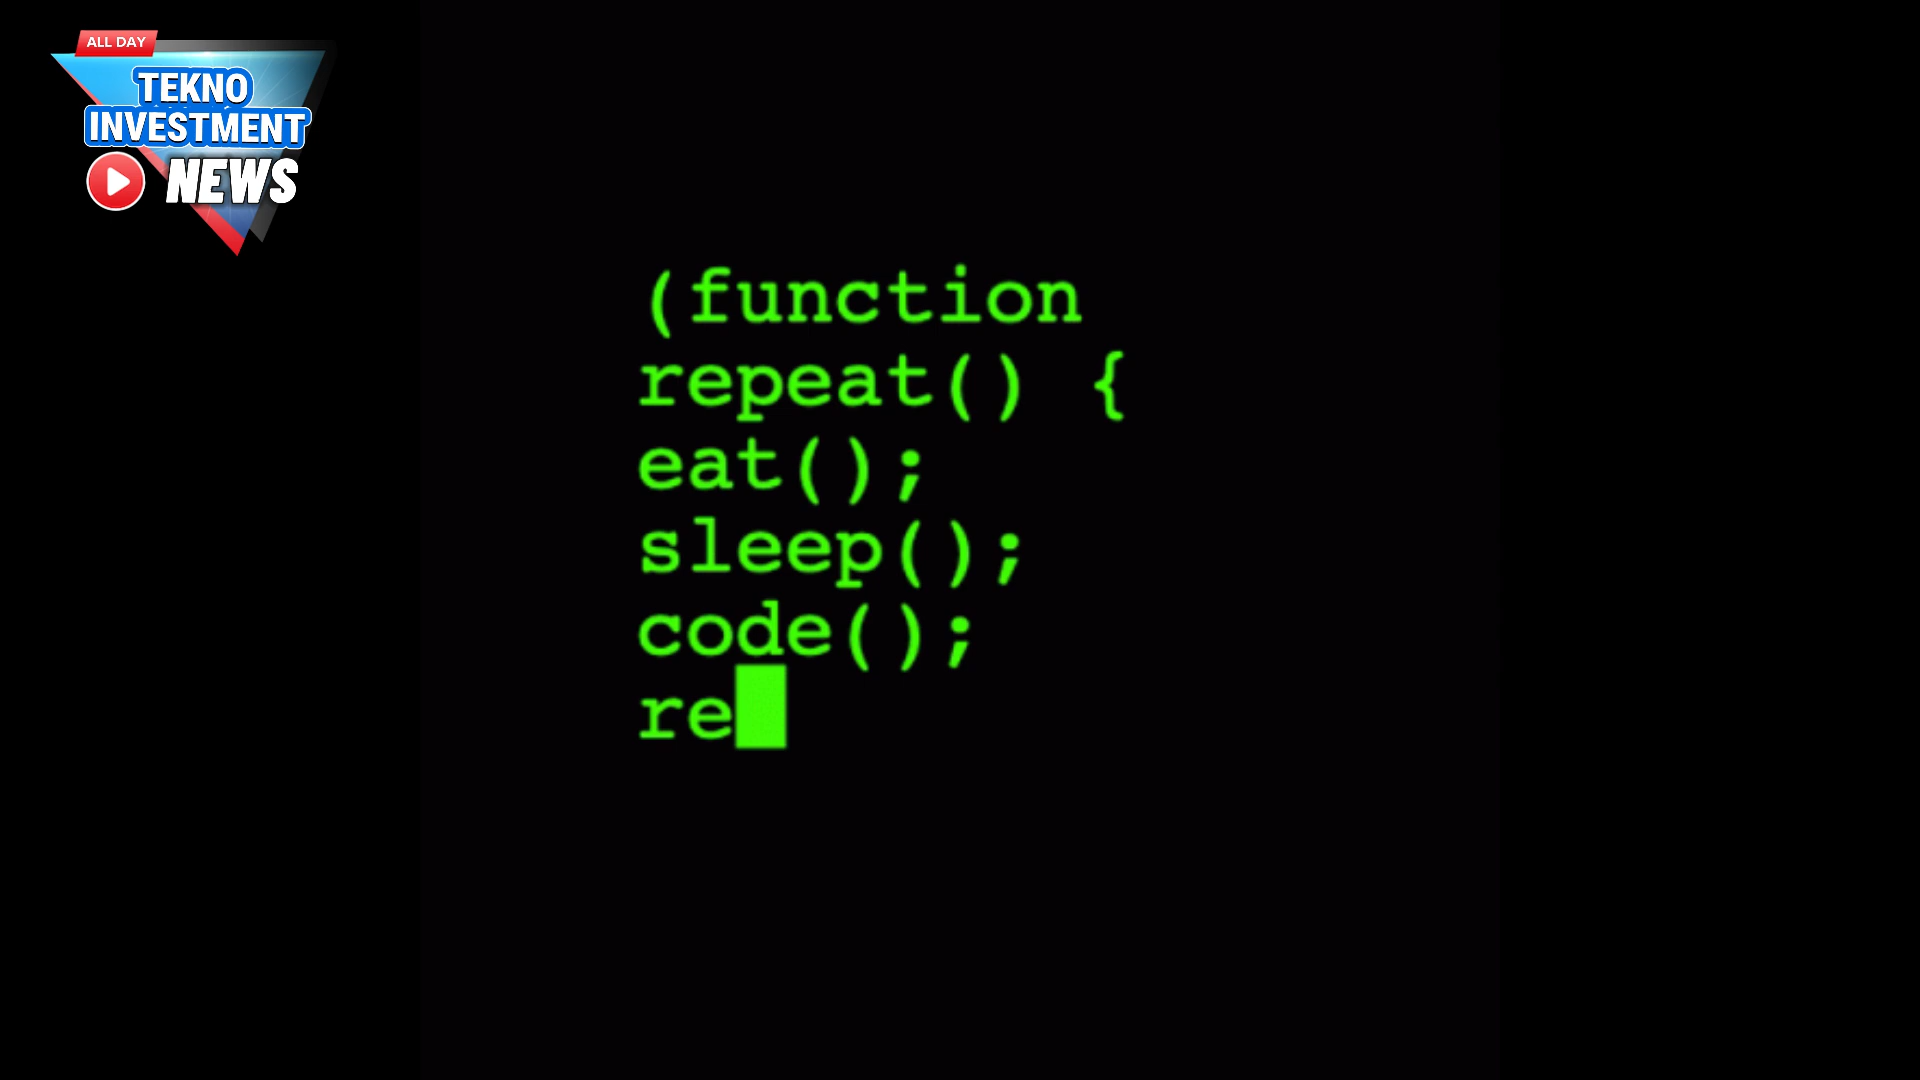 ALL DAY
TEKNO
INVESTMENT
NEWS
(function
repeat() {
eat();
sleep();
code();
re